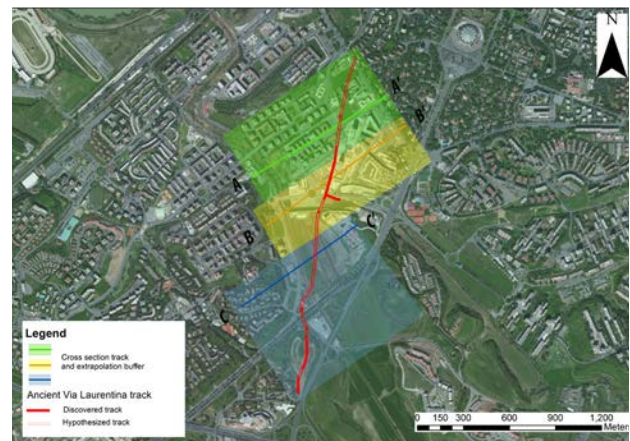 N
A'
B'
A
C'
B
C
Legend
Cross section track
and extrapolation buffer
Ancient Via Laurentina track
Discovered track
Hypothesized track
0 150 300 600 900 1,200
Meters